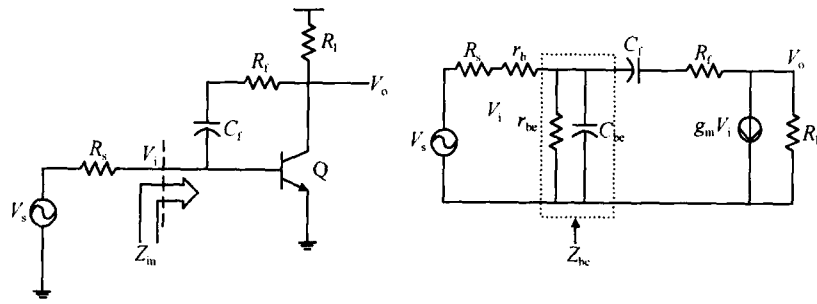 R_l
R_f
V_o
C_f
R_s
V_i
Q
V_s
Z_in
R_s
r_b
C_f
R_f
V_o
V_i
r_be
C_be
g_m V_i
V_s
R_l
Z_be